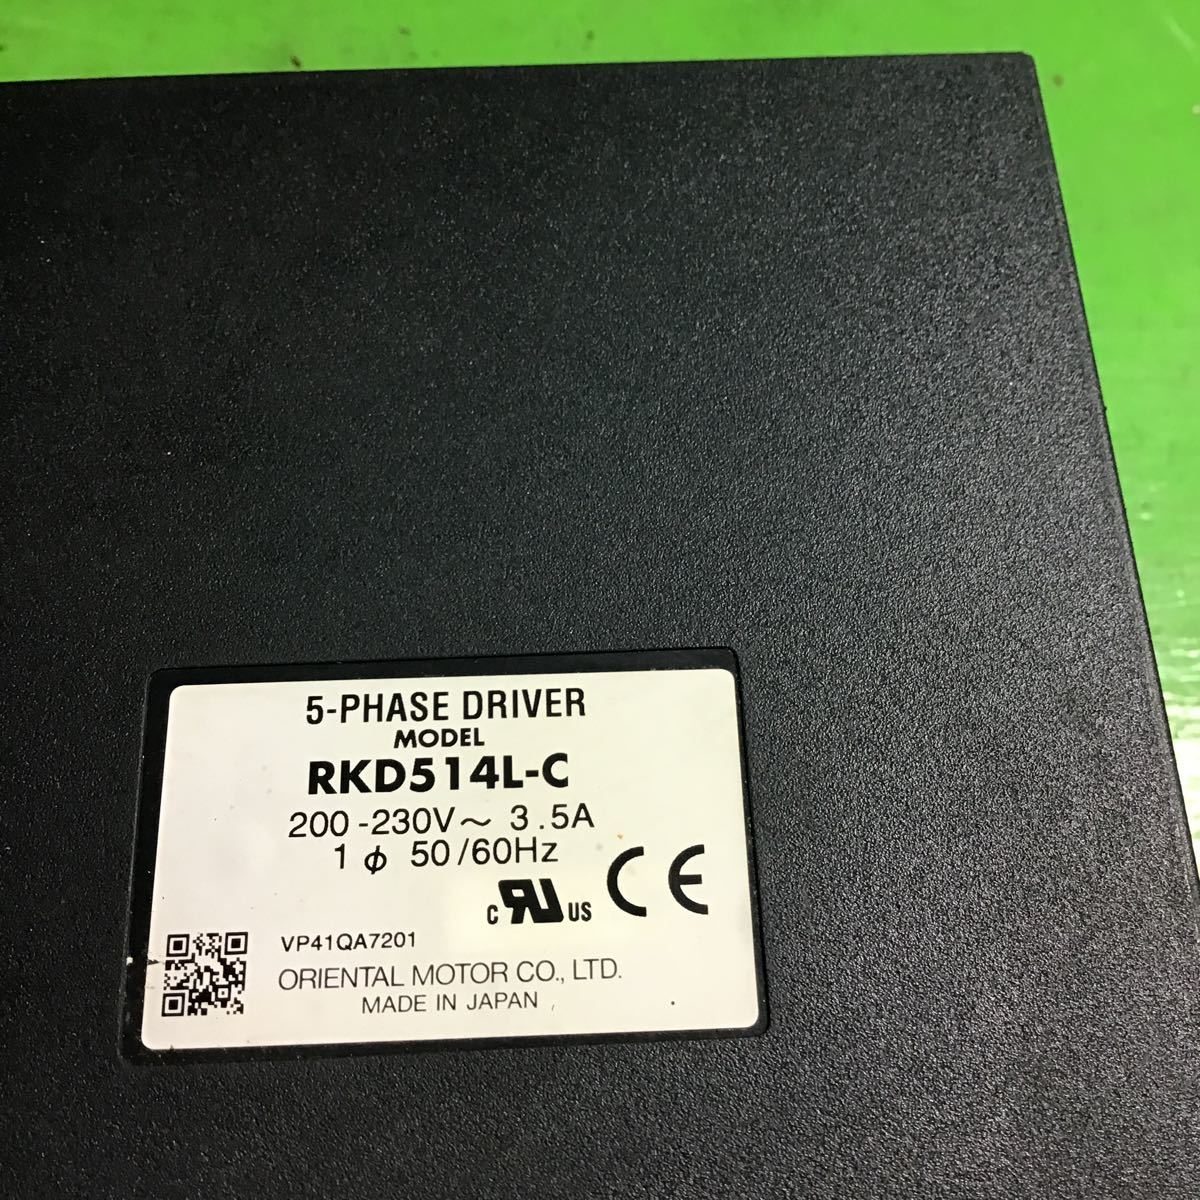 5-PHASE DRIVER
MODEL
RKD514L-C
200-230V~ 3.5A
1 ϕ 50/60Hz
c RU US CE
VP41QA7201
ORIENTAL MOTOR CO., LTD.
MADE IN JAPAN